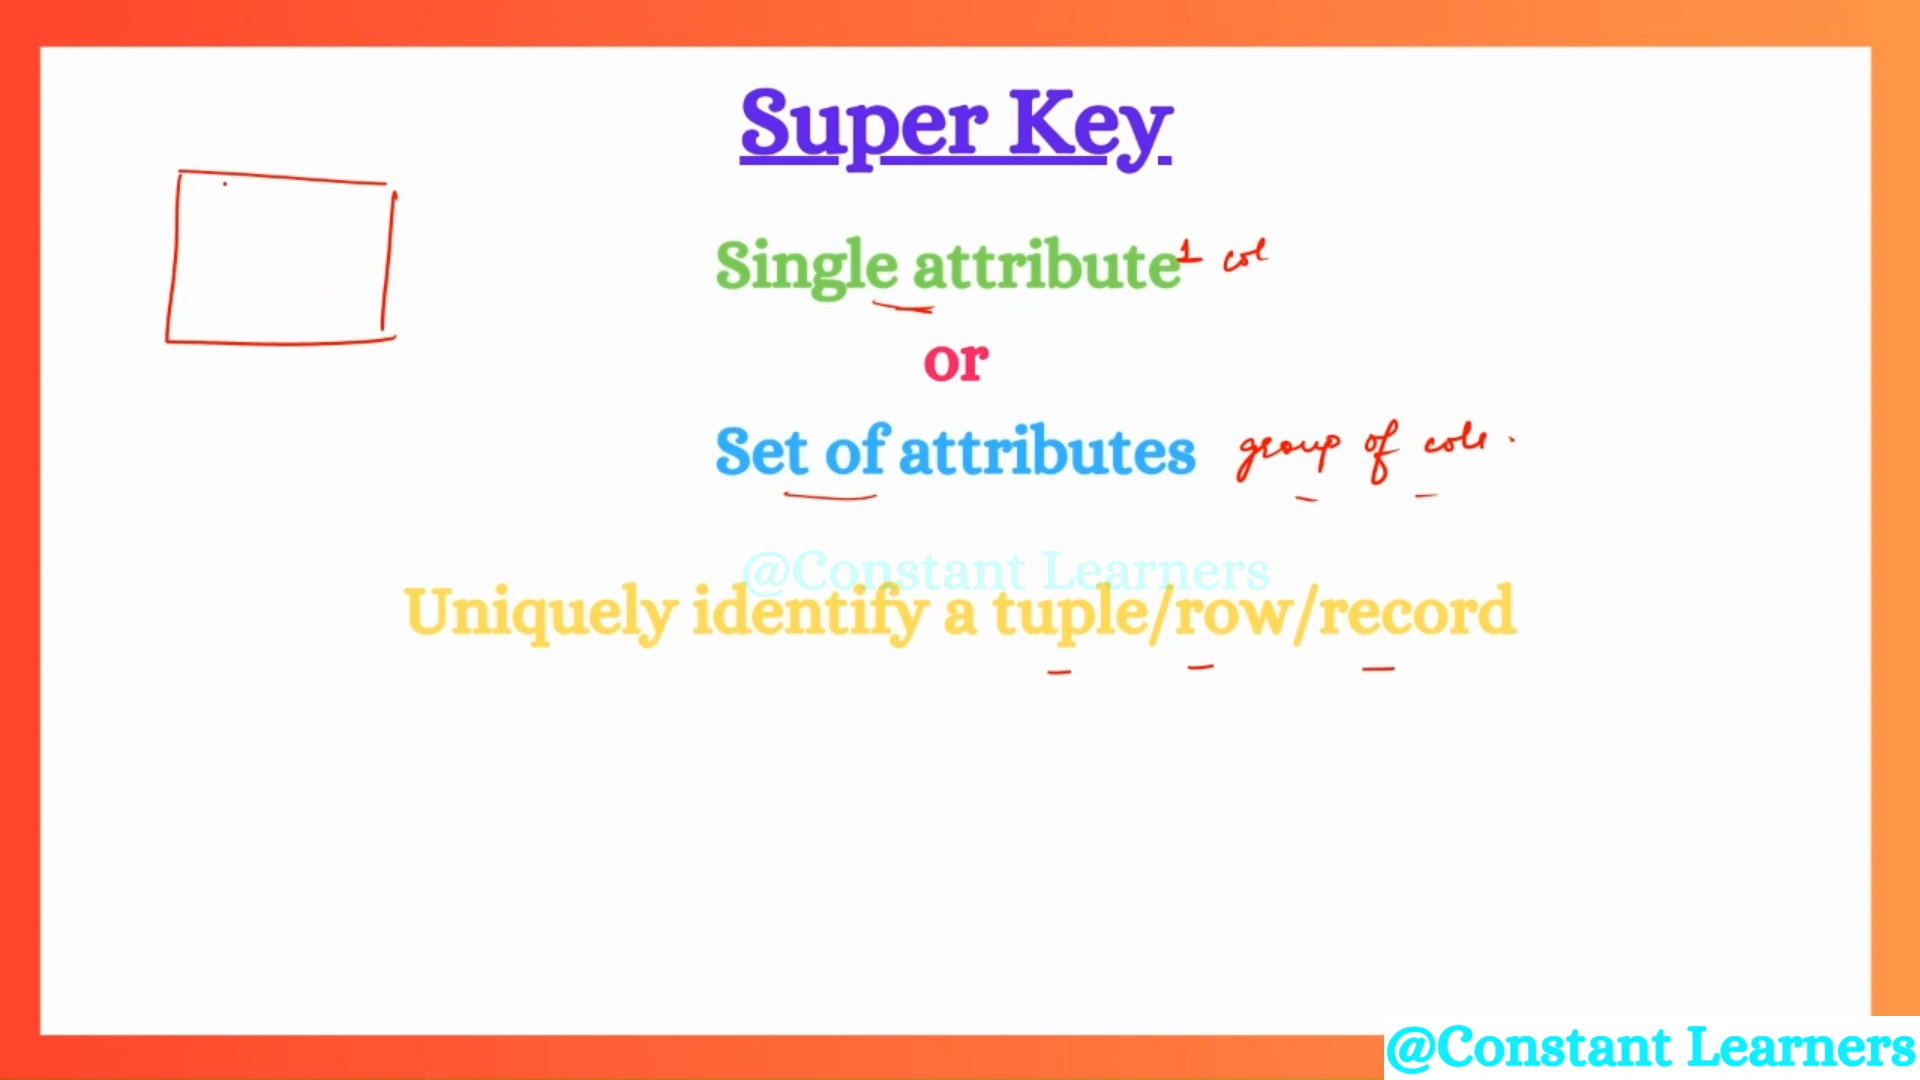 Super Key
Single attribute 1 col
or
Set of attributes group of cols.
@Constant Learners
Uniquely identify a tuple/row/record
@Constant Learners